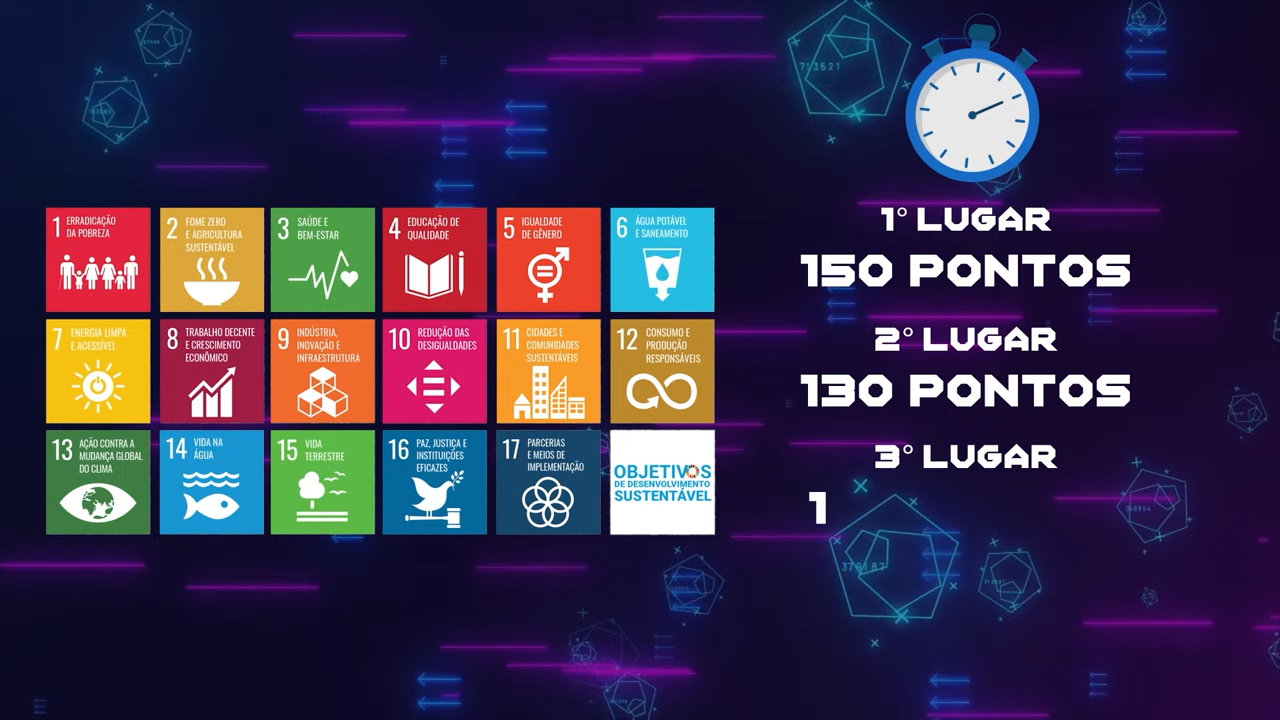 1 ERRADICAÇÃO
DA POBREZA
2 FOME ZERO
E AGRICULTURA
SUSTENTÁVEL
3 SAÚDE E
BEM-ESTAR
4 EDUCAÇÃO DE
QUALIDADE
5 IGUALDADE
DE GÊNERO
6 ÁGUA POTÁVEL
E SANEAMENTO
7 ENERGIA LIMPA
E ACESSÍVEL
8 TRABALHO DECENTE
E CRESCIMENTO
ECONÔMICO
9 INDÚSTRIA,
INOVAÇÃO E
INFRAESTRUTURA
10 REDUÇÃO DAS
DESIGUALDADES
11 CIDADES E
COMUNIDADES
SUSTENTÁVEIS
12 CONSUMO E
PRODUÇÃO
RESPONSÁVEIS
13 AÇÃO CONTRA A
MUDANÇA GLOBAL
DO CLIMA
14 VIDA NA
ÁGUA
15 VIDA
TERRESTRE
16 PAZ, JUSTIÇA E
INSTITUIÇÕES
EFICAZES
17 PARCERIAS
E MEIOS DE
IMPLEMENTAÇÃO
OBJETIVOS
DE DESENVOLVIMENTO
SUSTENTÁVEL
1° LUGAR
150 PONTOS
2° LUGAR
130 PONTOS
3° LUGAR
1
713521